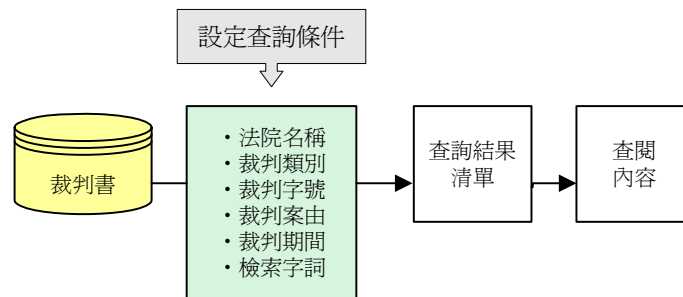 設定查詢條件
裁判書
・法院名稱
・裁判類別
・裁判字號
・裁判案由
・裁判期間
・檢索字詞
查詢結果
清單
查閱
內容